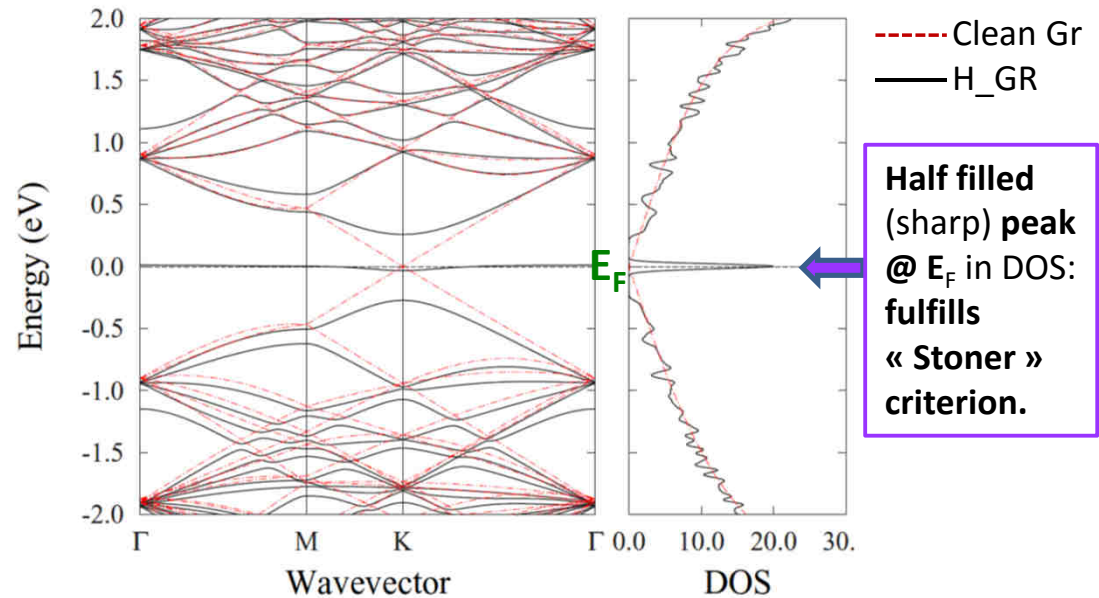 2.0
1.5
1.0
0.5
0.0
-0.5
-1.0
-1.5
-2.0
Energy (eV)
Γ
M
K
Γ
Wavevector
E_F
0.0
10.0
20.0
30.
DOS
Clean Gr
H_GR
Half filled
(sharp) peak
@ E_F in DOS:
fulfills
« Stoner »
criterion.